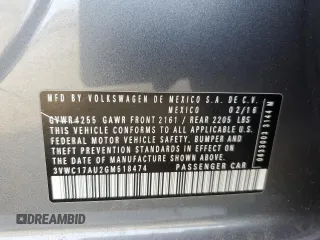 MFD BY VOLKSWAGEN DE MEXICO S.A. DE C.V.
MEXICO 02/16
GVWR 4255 GAWR FRONT 2161 / REAR 2205 LBS
THIS VEHICLE CONFORMS TO ALL APPLICABLE U.S.
FEDERAL MOTOR VEHICLE SAFETY, BUMPER,
AND THEFT PREVENTION STANDARDS IN EFFECT ON
THE DATE OF MANUFACTURE SHOWN ABOVE.
3VWC17AU2GM518474 PASSENGER CAR